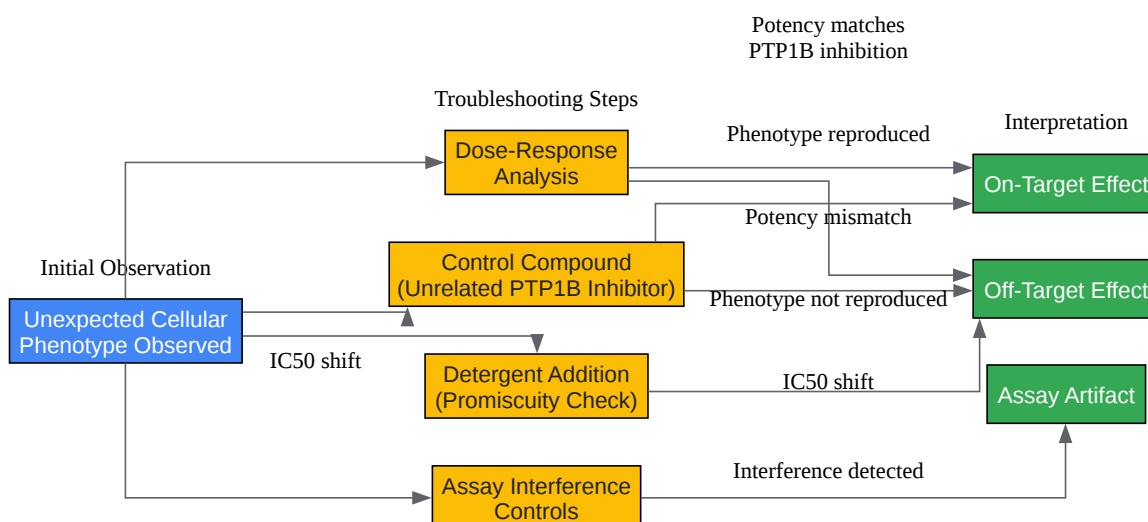 Potency matches
PTP1B inhibition
Troubleshooting Steps
Dose-Response
Analysis
Phenotype reproduced
Interpretation
On-Target Effect
Potency mismatch
Initial Observation
Control Compound
(Unrelated PTP1B Inhibitor)
Phenotype not reproduced
Off-Target Effect
Unexpected Cellular
Phenotype Observed
IC50 shift
Detergent Addition
(Promiscuity Check)
IC50 shift
Assay Artifact
Assay Interference
Controls
Interference detected